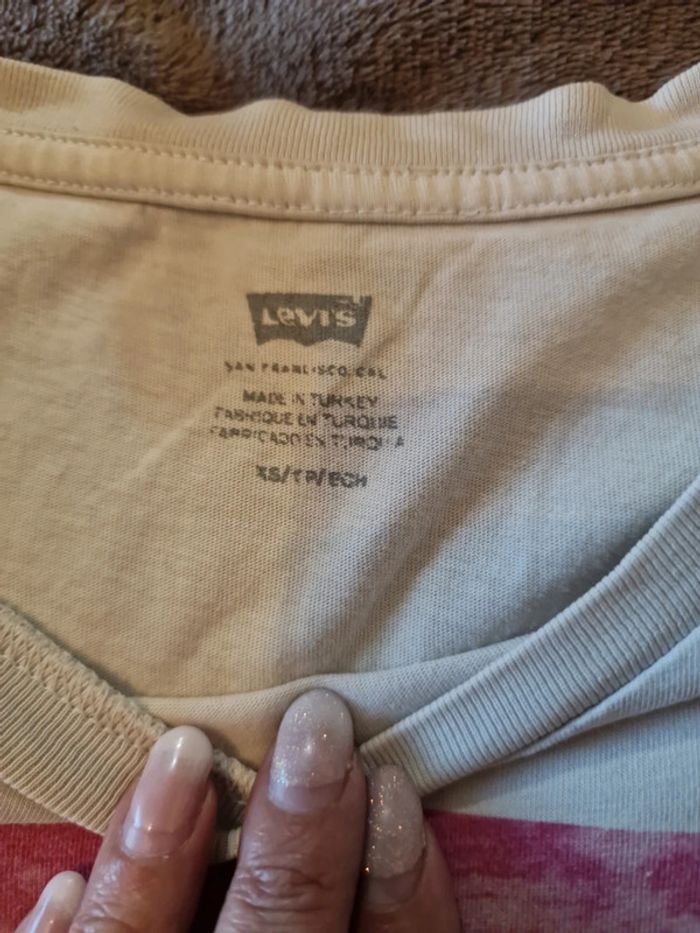 Levi's
SAN FRANCISCO, CAL
MADE IN TURKEY
FABRIQUE EN TURQUIE
FABRICADO EN TURQUIA
XS/TP/ECH